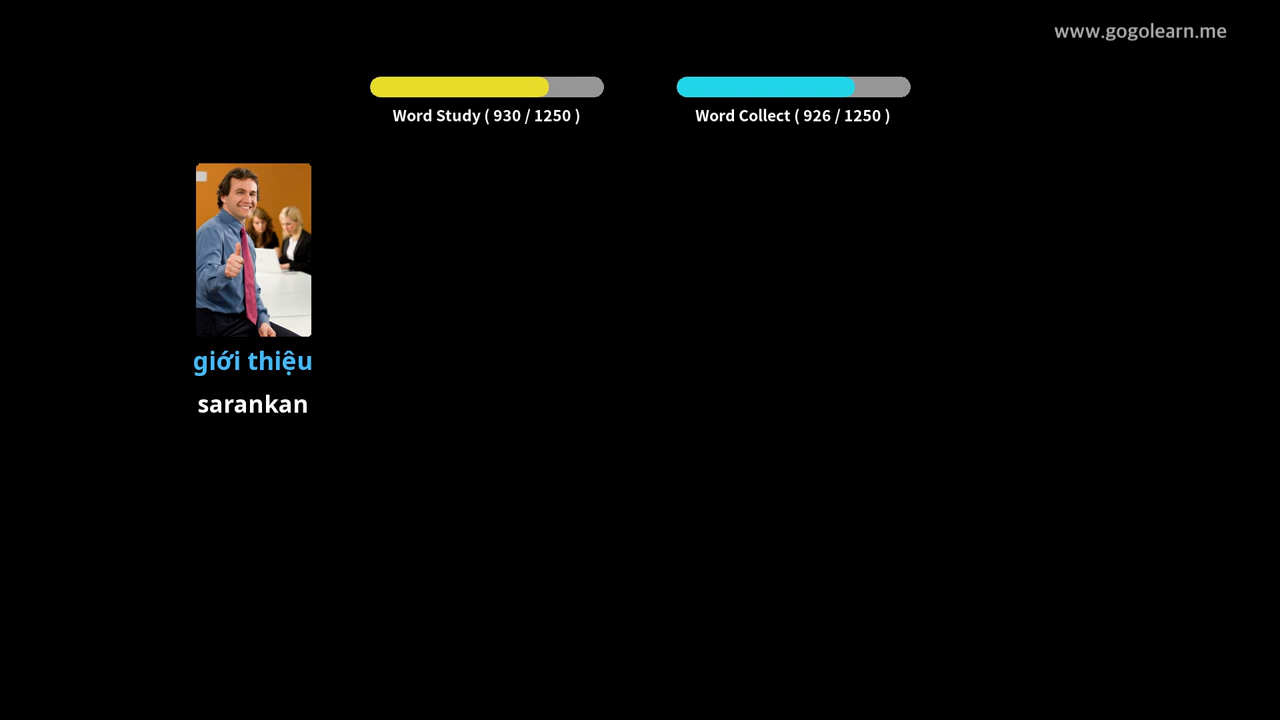 www.gogolearn.me
Word Study ( 930 / 1250 )
Word Collect ( 926 / 1250 )
giới thiệu
sarankan